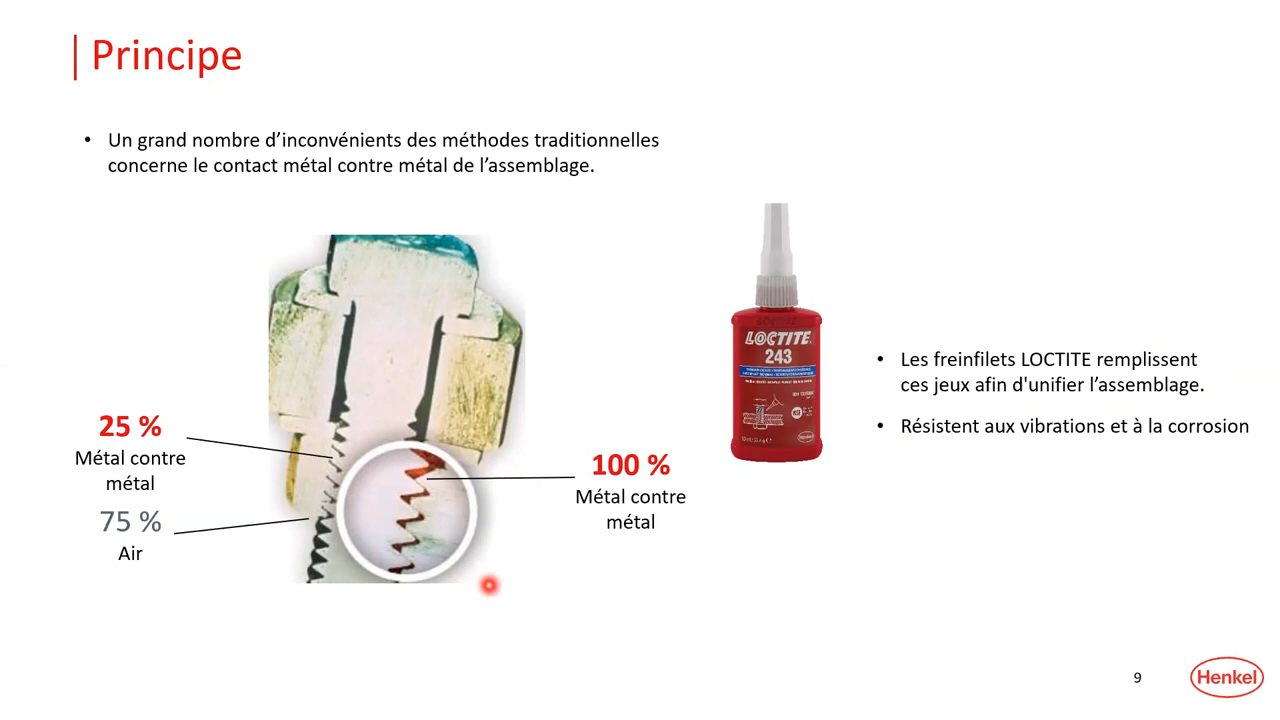 Principe
• Un grand nombre d’inconvénients des méthodes traditionnelles
concerne le contact métal contre métal de l’assemblage.
25 %
Métal contre
métal
75 %
Air
100 %
Métal contre
métal
LOCTITE
243
• Les freinfilets LOCTITE remplissent
ces jeux afin d'unifier l’assemblage.
• Résistent aux vibrations et à la corrosion
9
Henkel